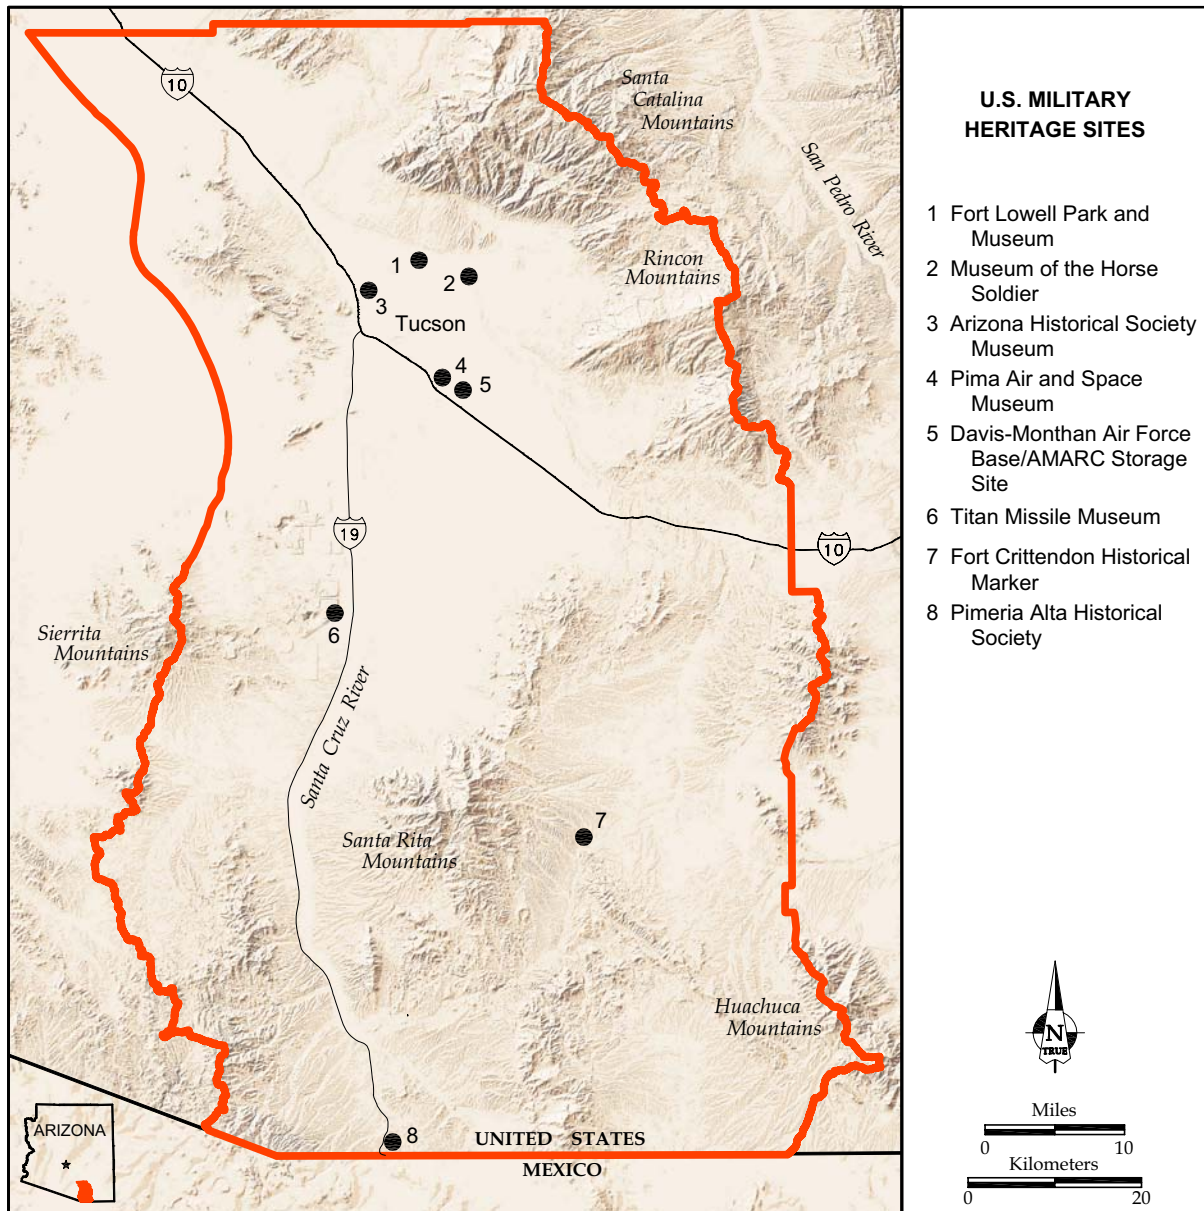 10
Santa
Catalina
Mountains
San Pedro River
Rincon
Mountains
1
2
3
Tucson
4
5
19
10
6
Sierrita
Mountains
Santa Cruz River
7
Santa Rita
Mountains
Huachuca
Mountains
8
UNITED STATES
MEXICO
ARIZONA
U.S. MILITARY
HERITAGE SITES
1 Fort Lowell Park and
Museum
2 Museum of the Horse
Soldier
3 Arizona Historical Society
Museum
4 Pima Air and Space
Museum
5 Davis-Monthan Air Force
Base/AMARC Storage
Site
6 Titan Missile Museum
7 Fort Crittendon Historical
Marker
8 Pimeria Alta Historical
Society
N
TRUE
Miles
0 10
Kilometers
0 20